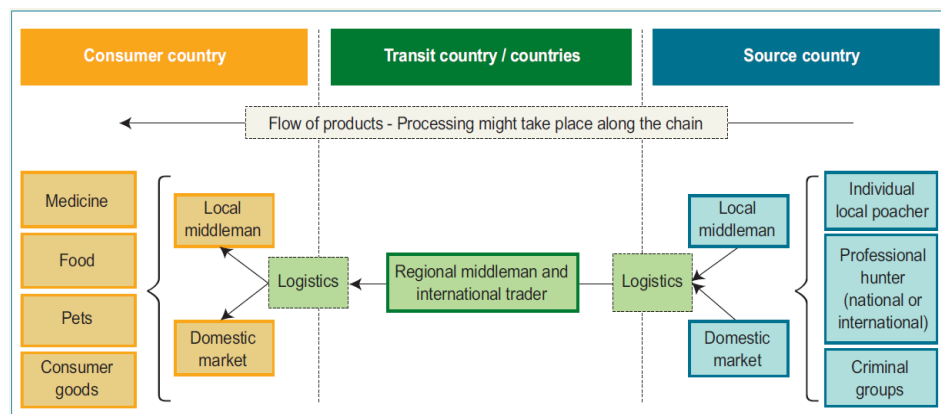 Consumer country
Transit country / countries
Source country
Flow of products - Processing might take place along the chain
Medicine
Food
Pets
Consumer
goods
Local
middleman
Domestic
market
Logistics
Regional middleman and
international trader
Logistics
Local
middleman
Domestic
market
Individual
local poacher
Professional
hunter
(national or
international)
Criminal
groups